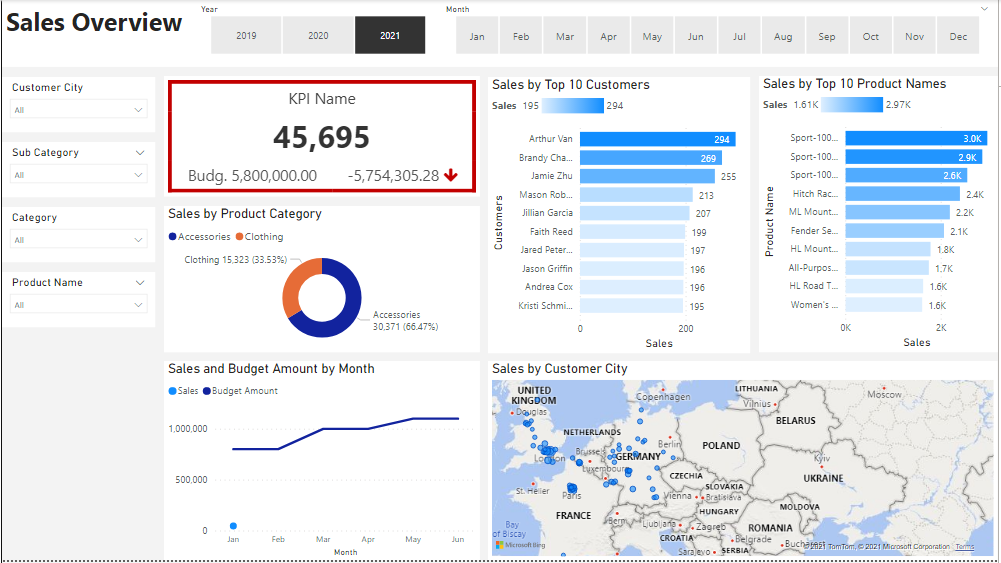 Sales Overview
Year
2019 2020 2021
Month
Jan Feb Mar Apr May Jun Jul Aug Sep Oct Nov Dec
Customer City
All
Sub Category
All
Category
All
Product Name
All
KPI Name
45,695
Budg. 5,800,000.00 -5,754,305.28
Sales by Product Category
Accessories Clothing
Clothing 15,323 (33.53%)
Accessories
30,371 (66.47%)
Sales by Top 10 Customers
Sales 195 294
Customers
Arthur Van 294
Brandy Cha... 269
Jamie Zhu 255
Mason Rob... 213
Jillian Garcia 207
Faith Reed 199
Jared Peter... 197
Jason Griffin 196
Andrea Cox 196
Kristi Schmi... 195
0 200
Sales
Sales by Top 10 Product Names
Sales 1.61K 2.97K
Product Name
Sport-100... 3.0K
Sport-100... 2.9K
Sport-100... 2.6K
Hitch Rac... 2.4K
ML Mount... 2.2K
Fender Se... 2.1K
HL Mount... 1.8K
All-Purpos... 1.7K
HL Road T... 1.6K
Women's ... 1.6K
0K 2K
Sales
Sales and Budget Amount by Month
Sales Budget Amount
1,000,000
500,000
0
Jan Feb Mar Apr May Jun
Month
Sales by Customer City
UNITED
KINGDOM
Douglas
London
St. Helier
Paris
FRANCE
Bay
of Biscay
Microsoft Bing
NETHERLANDS
Brussels
Luxembourg
GERMANY
Berlin
Copenhagen
LITHUANIA
Vilnius
Moscow
BELARUS
POLAND
Kyiv
UKRAINE
CZECHIA
SLOVAKIA
Vienna
Bratislava
HUNGARY
MOLDOVA
Bern
Ljubljana
Zagreb
CROATIA
ROMANIA
Belgrade
Bucharest
Sarajevo
SERBIA
© 2021 TomTom, © 2021 Microsoft Corporation Terms